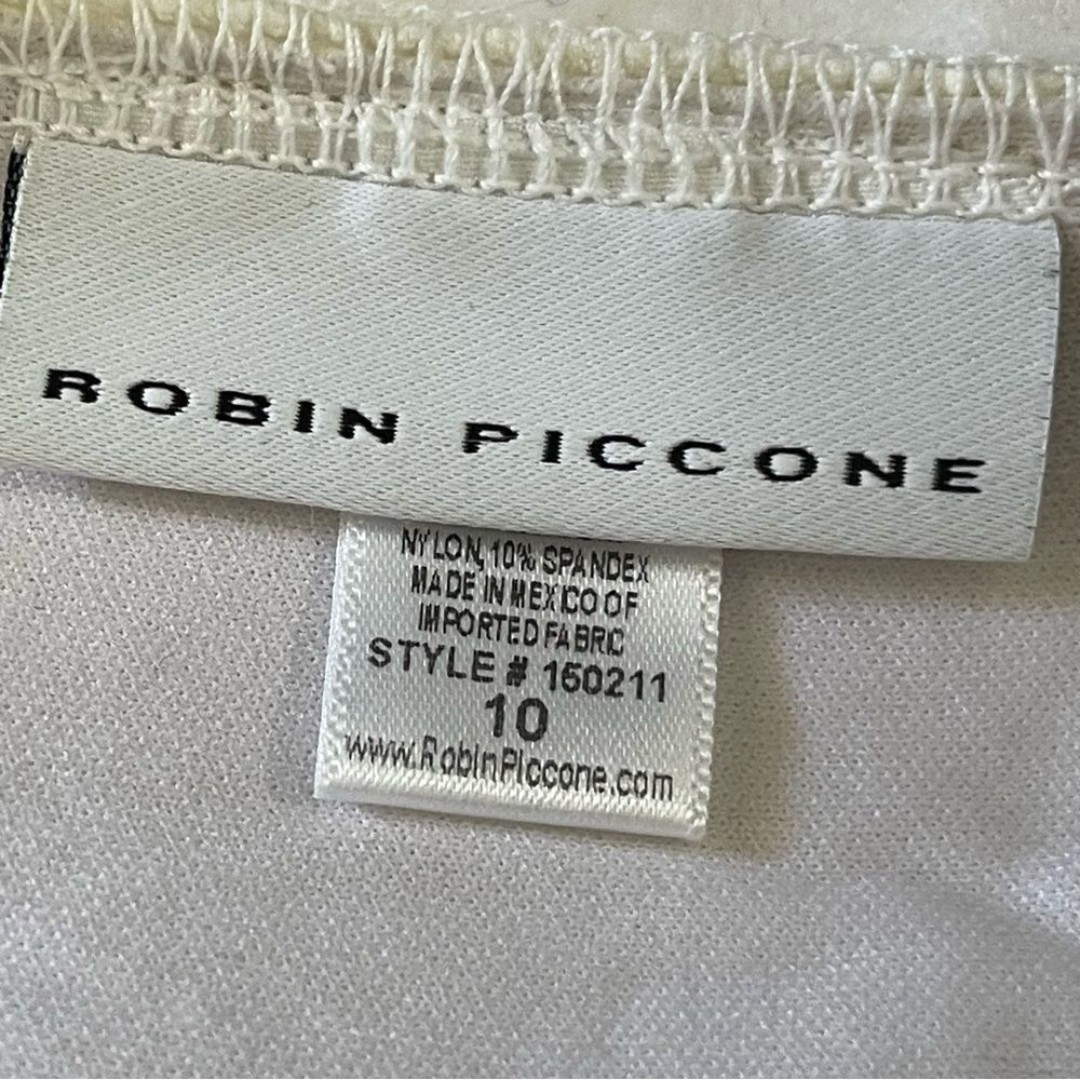 ROBIN PICCONE
NYLON, 10% SPANDEX
MADE IN MEXICO OF
IMPORTED FABRIC
STYLE # 150211
10
www.RobinPiccone.com